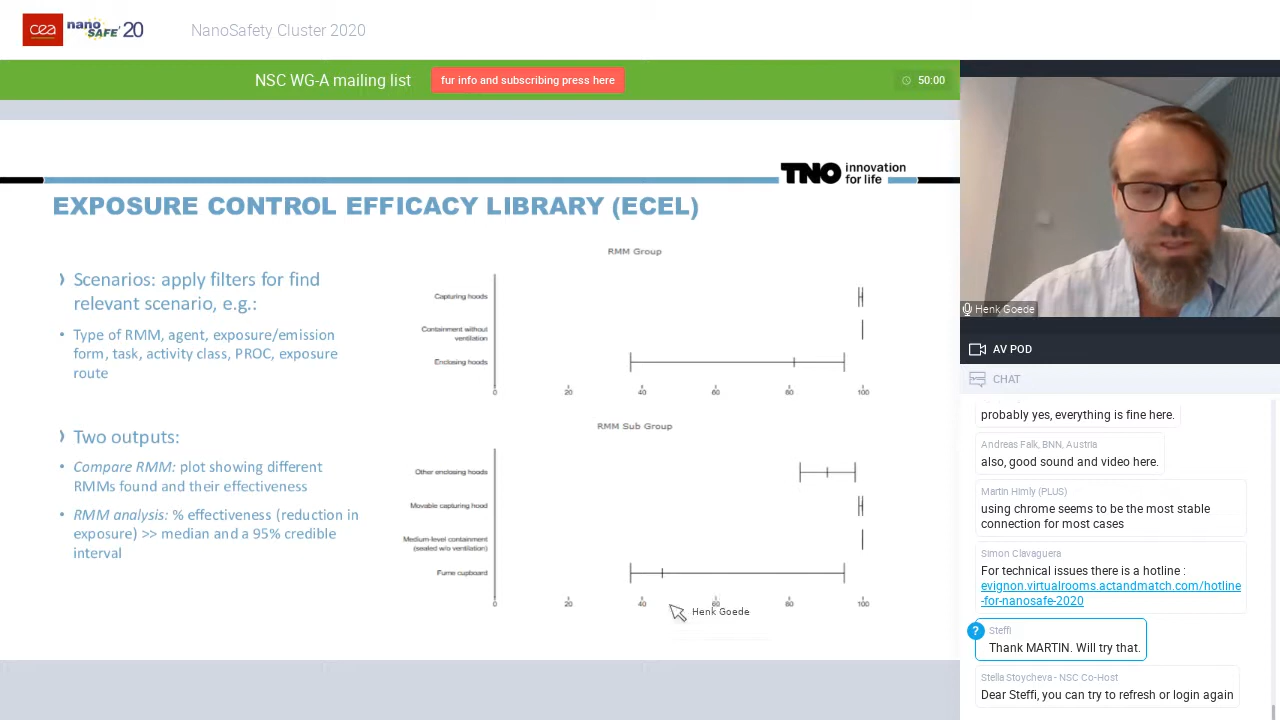 cea
nano SAFE' 20
NanoSafety Cluster 2020
NSC WG-A mailing list
fur info and subscribing press here
50:00
TNO innovation
for life
EXPOSURE CONTROL EFFICACY LIBRARY (ECEL)
Scenarios: apply filters for find
relevant scenario, e.g.:
• Type of RMM, agent, exposure/emission
form, task, activity class, PROC, exposure
route
Two outputs:
• Compare RMM: plot showing different
RMMs found and their effectiveness
• RMM analysis: % effectiveness (reduction in
exposure) >> median and a 95% credible
interval
RMM Group
Capturing hoods
Containment without
ventilation
Enclosing hoods
0 20 40 60 80 100
RMM Sub Group
Other enclosing hoods
Movable capturing hood
Medium-level containment
(sealed w/o ventilation)
Fume cupboard
0 20 40 60 80 100
Henk Goede
Henk Goede
AV POD
CHAT
probably yes, everything is fine here.
Andreas Falk, BNN, Austria
also, good sound and video here.
Martin Himly (PLUS)
using chrome seems to be the most stable
connection for most cases
Simon Clavaguera
For technical issues there is a hotline :
evignon.virtualrooms.actandmatch.com/hotline
-for-nanosafe-2020
?
Steffi
Thank MARTIN. Will try that.
Stella Stoycheva - NSC Co-Host
Dear Steffi, you can try to refresh or login again